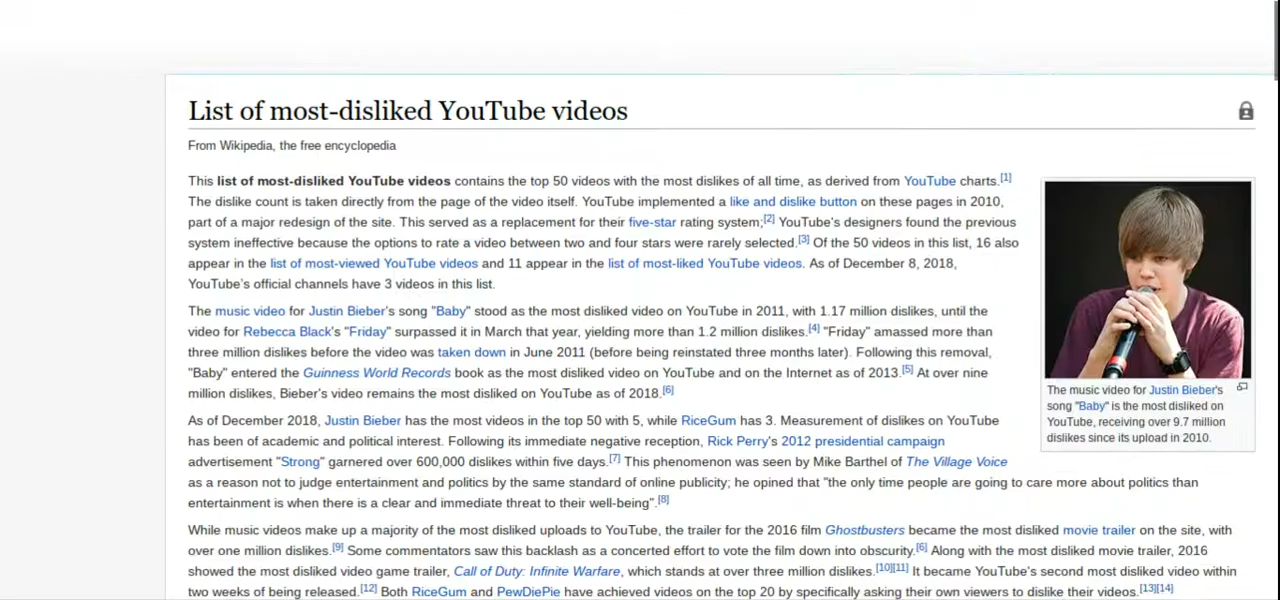 List of most-disliked YouTube videos
From Wikipedia, the free encyclopedia
This list of most-disliked YouTube videos contains the top 50 videos with the most dislikes of all time, as derived from YouTube charts.[1]
The dislike count is taken directly from the page of the video itself. YouTube implemented a like and dislike button on these pages in 2010,
part of a major redesign of the site. This served as a replacement for their five-star rating system;[2] YouTube's designers found the previous
system ineffective because the options to rate a video between two and four stars were rarely selected.[3] Of the 50 videos in this list, 16 also
appear in the list of most-viewed YouTube videos and 11 appear in the list of most-liked YouTube videos. As of December 8, 2018,
YouTube's official channels have 3 videos in this list.
The music video for Justin Bieber's song "Baby" stood as the most disliked video on YouTube in 2011, with 1.17 million dislikes, until the
video for Rebecca Black's "Friday" surpassed it in March that year, yielding more than 1.2 million dislikes.[4] "Friday" amassed more than
three million dislikes before the video was taken down in June 2011 (before being reinstated three months later). Following this removal,
"Baby" entered the Guinness World Records book as the most disliked video on YouTube and on the Internet as of 2013.[5] At over nine
million dislikes, Bieber's video remains the most disliked on YouTube as of 2018.[6]
The music video for Justin Bieber's
song "Baby" is the most disliked on
YouTube, receiving over 9.7 million
dislikes since its upload in 2010.
As of December 2018, Justin Bieber has the most videos in the top 50 with 5, while RiceGum has 3. Measurement of dislikes on YouTube
has been of academic and political interest. Following its immediate negative reception, Rick Perry's 2012 presidential campaign
advertisement "Strong" garnered over 600,000 dislikes within five days.[7] This phenomenon was seen by Mike Barthel of The Village Voice
as a reason not to judge entertainment and politics by the same standard of online publicity; he opined that "the only time people are going to care more about politics than
entertainment is when there is a clear and immediate threat to their well-being".[8]
While music videos make up a majority of the most disliked uploads to YouTube, the trailer for the 2016 film Ghostbusters became the most disliked movie trailer on the site, with
over one million dislikes.[9] Some commentators saw this backlash as a concerted effort to vote the film down into obscurity.[6] Along with the most disliked movie trailer, 2016
showed the most disliked video game trailer, Call of Duty: Infinite Warfare, which stands at over three million dislikes.[10][11] It became YouTube's second most disliked video within
two weeks of being released.[12] Both RiceGum and PewDiePie have achieved videos on the top 20 by specifically asking their own viewers to dislike their videos.[13][14]